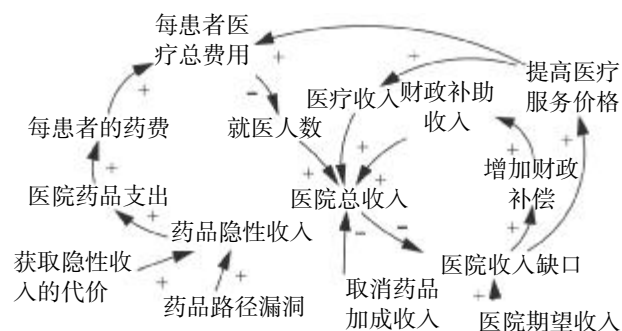 每患者医
疗总费用
提高医疗
服务价格
医疗收入
财政补助
收入
每患者的药费
就医人数
增加财政
补偿
医院药品支出
医院总收入
药品隐性收入
医院收入缺口
获取隐性收
入的代价
取消药品
加成收入
药品路径漏洞
医院期望收入